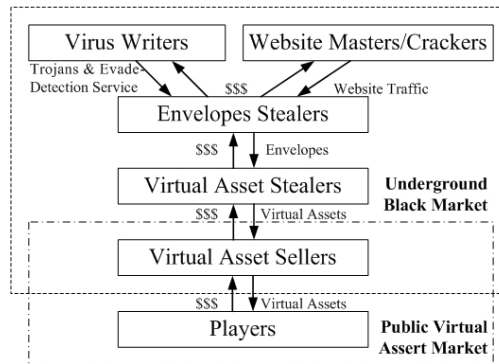 Virus Writers
Website Masters/Crackers
Trojans & Evade-
Detection Service
$$$
Website Traffic
Envelopes Stealers
$$$
Envelopes
Virtual Asset Stealers
Underground
Black Market
$$$
Virtual Assets
Virtual Asset Sellers
$$$
Virtual Assets
Players
Public Virtual
Assert Market